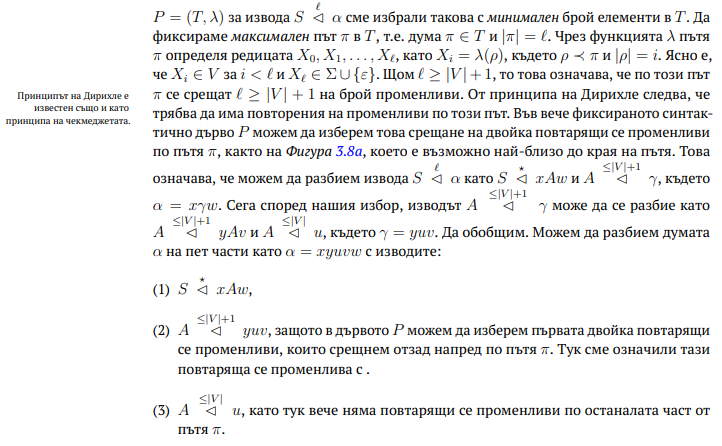 P = (T, λ) за извода S ◁^ℓ α сме избрали такова с минимален брой елементи в T. Да
фиксираме максимален път π в T, т.е. дума π ∈ T и |π| = ℓ. Чрез функцията λ пътя
π определя редицата X₀, X₁, . . . , X_ℓ, като X_i = λ(ρ), където ρ ≺ π и |ρ| = i. Ясно е,
че X_i ∈ V за i < ℓ и X_ℓ ∈ Σ ∪ {ε}. Щом ℓ ≥ |V| + 1, то това означава, че по този път
π се срещат ℓ ≥ |V| + 1 на брой променливи. От принципа на Дирихле следва, че
трябва да има повторения на променливи по този път. Във вече фиксираното синтак-
тично дърво P можем да изберем това срещане на двойка повтарящи се променливи
по пътя π, както на Фигура 3.8a, което е възможно най-близо до края на пътя. Това
означава, че можем да разбием извода S ◁^ℓ α като S ◁^⋆ xAw и A ◁^{≤|V|+1} γ, където
α = xγw. Сега според нашия избор, изводът A ◁^{≤|V|+1} γ може да се разбие като
A ◁^{≤|V|+1} yAv и A ◁^{≤|V|} u, където γ = yuv. Да обобщим. Можем да разбием думата
α на пет части като α = xyuvw с изводите:
(1) S ◁^⋆ xAw,
(2) A ◁^{≤|V|+1} yuv, защото в дървото P можем да изберем първата двойка повтарящи
се променливи, които срещнем отзад напред по пътя π. Тук сме означили тази
повтаряща се променлива с .
(3) A ◁^{≤|V|} u, като тук вече няма повтарящи се променливи по останалата част от
пътя π.
Принципът на Дирихле е
известен също и като
принципа на чекмеджетата.